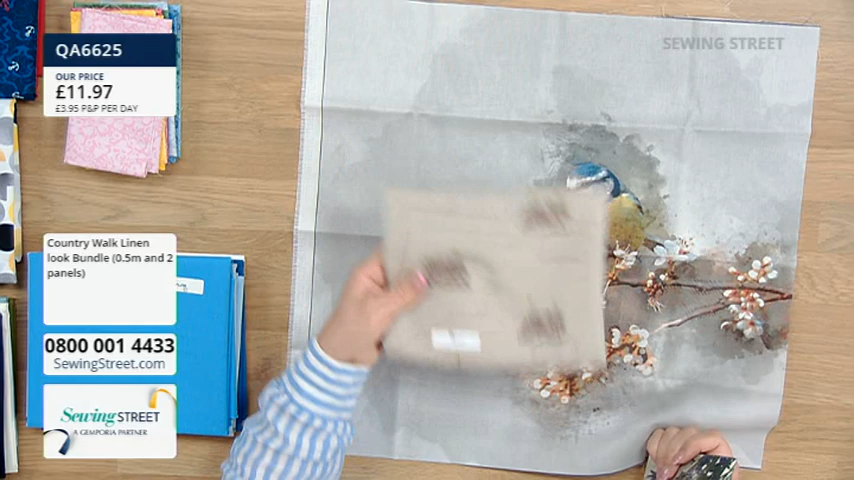 QA6625
OUR PRICE
£11.97
£3.95 P&P PER DAY
SEWING STREET
Country Walk Linen
look Bundle (0.5m and 2
panels)
0800 001 4433
SewingStreet.com
Sewing STREET
A GEMPORIA PARTNER